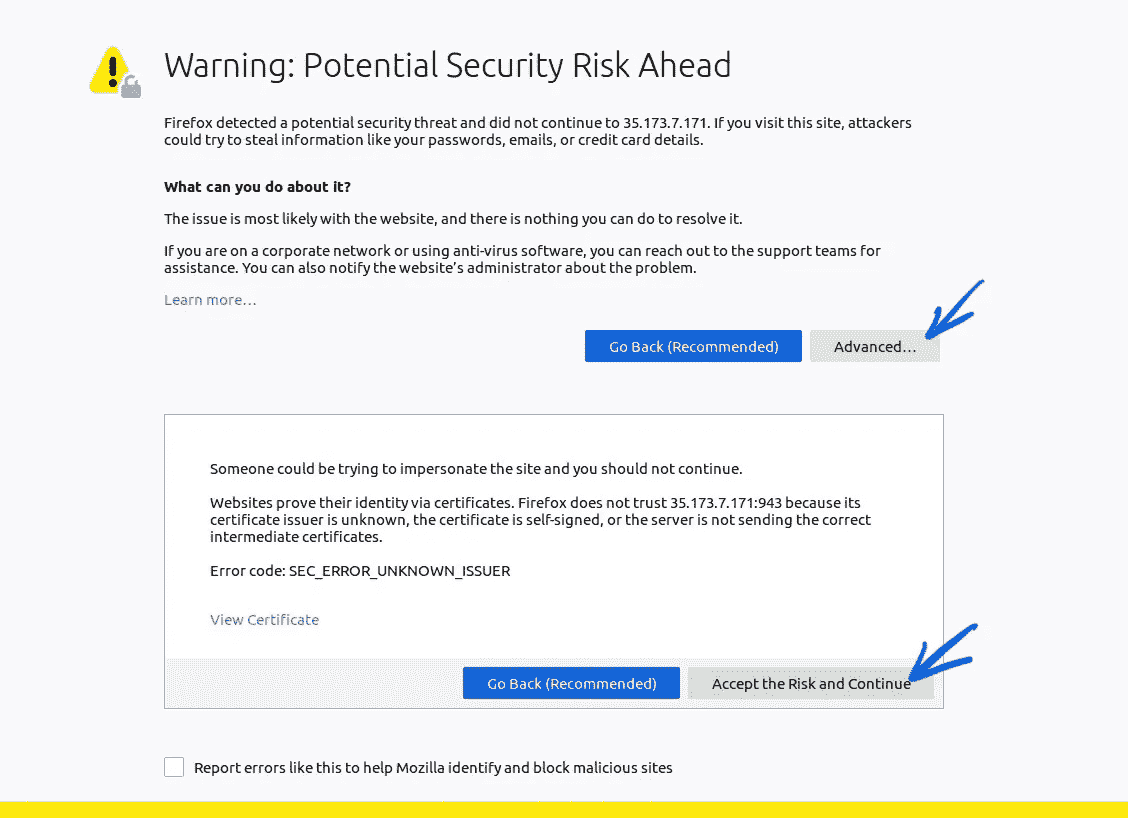 Warning: Potential Security Risk Ahead
Firefox detected a potential security threat and did not continue to 35.173.7.171. If you visit this site, attackers
could try to steal information like your passwords, emails, or credit card details.
What can you do about it?
The issue is most likely with the website, and there is nothing you can do to resolve it.
If you are on a corporate network or using anti-virus software, you can reach out to the support teams for
assistance. You can also notify the website's administrator about the problem.
Learn more...
Go Back (Recommended) Advanced...
Someone could be trying to impersonate the site and you should not continue.
Websites prove their identity via certificates. Firefox does not trust 35.173.7.171:943 because its
certificate issuer is unknown, the certificate is self-signed, or the server is not sending the correct
intermediate certificates.
Error code: SEC_ERROR_UNKNOWN_ISSUER
View Certificate
Go Back (Recommended) Accept the Risk and Continue
Report errors like this to help Mozilla identify and block malicious sites